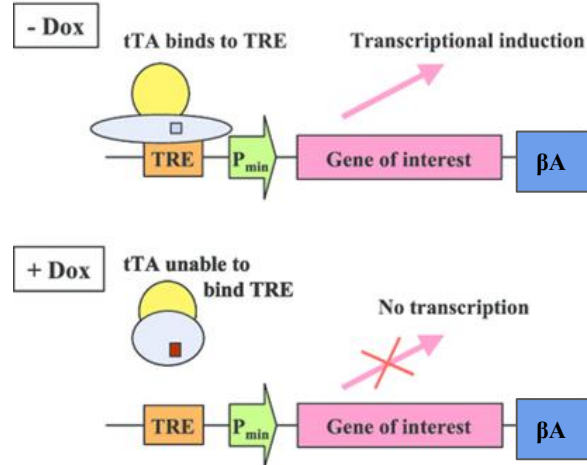 - Dox
tTA binds to TRE
Transcriptional induction
TRE
Pmin
Gene of interest
βA
+ Dox
tTA unable to
bind TRE
No transcription
TRE
Pmin
Gene of interest
βA